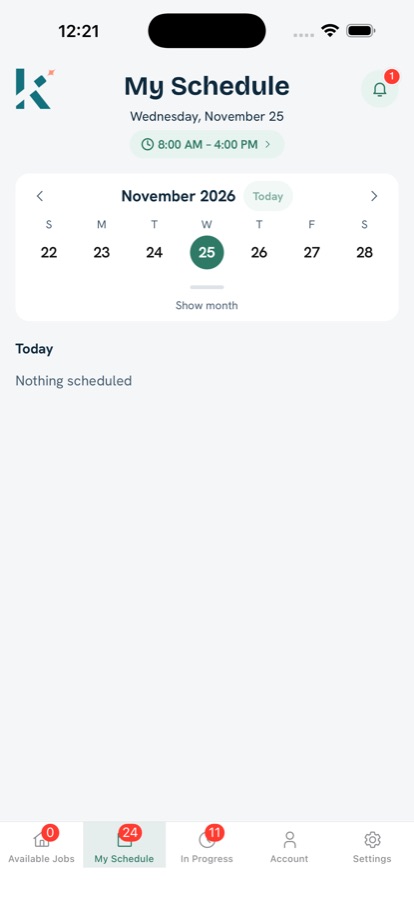 12:21
My Schedule
1
Wednesday, November 25
8:00 AM – 4:00 PM
November 2026 Today
S M T W T F S
22 23 24 25 26 27 28
Show month
Today
Nothing scheduled
0 24 11
Available Jobs My Schedule In Progress Account Settings